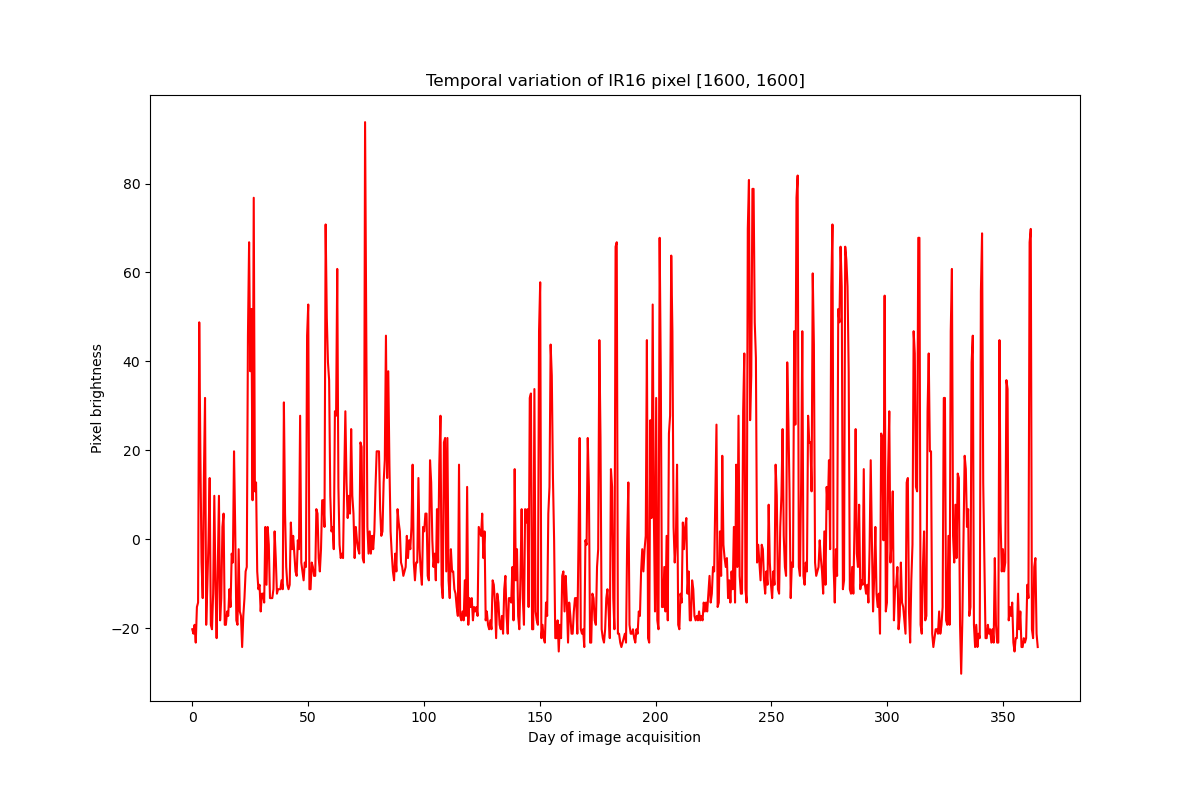 Temporal variation of IR16 pixel [1600, 1600]
80
60
40
20
0
−20
Pixel brightness
0 50 100 150 200 250 300 350
Day of image acquisition